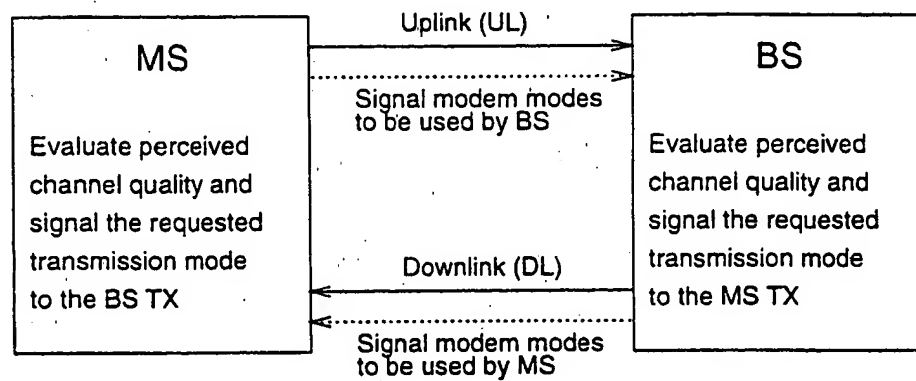 MS
Evaluate perceived
channel quality and
signal the requested
transmission mode
to the BS TX
Uplink (UL)
Signal modem modes
to be used by BS
Downlink (DL)
Signal modem modes
to be used by MS
BS
Evaluate perceived
channel quality and
signal the requested
transmission mode
to the MS TX